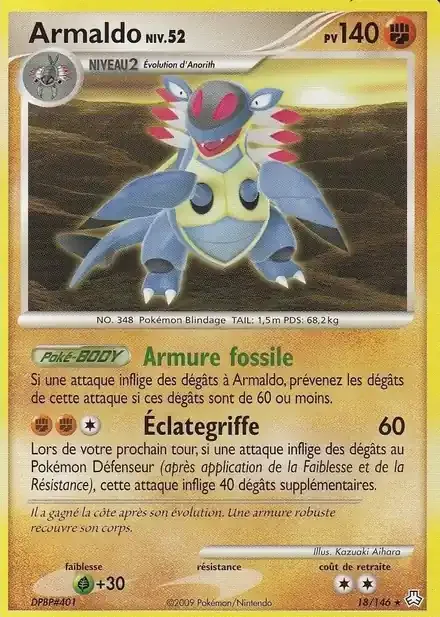 Armaldo NIV.52
PV 140
NIVEAU2 Évolution d'Anorith
NO. 348 Pokémon Blindage TAIL: 1,5m PDS: 68,2kg
Poké-BODY Armure fossile
Si une attaque inflige des dégâts à Armaldo, prévenez les dégâts
de cette attaque si ces dégâts sont de 60 ou moins.
Éclategriffe 60
Lors de votre prochain tour, si une attaque inflige des dégâts au
Pokémon Défenseur (après application de la Faiblesse et de la
Résistance), cette attaque inflige 40 dégâts supplémentaires.
Il a gagné la côte après son évolution. Une armure robuste
recouvre son corps.
Illus. Kazuaki Aihara
faiblesse résistance coût de retraite
+30
DPBP#401 ©2009 Pokémon/Nintendo 18/146 ★